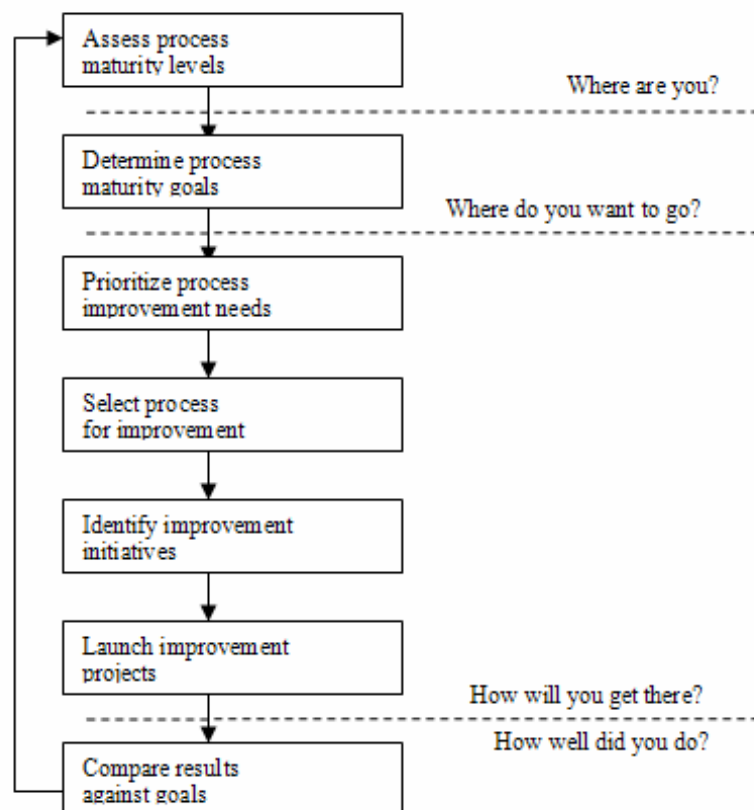 Assess process
maturity levels
Where are you?
Determine process
maturity goals
Where do you want to go?
Prioritize process
improvement needs
Select process
for improvement
Identify improvement
initiatives
Launch improvement
projects
How will you get there?
How well did you do?
Compare results
against goals